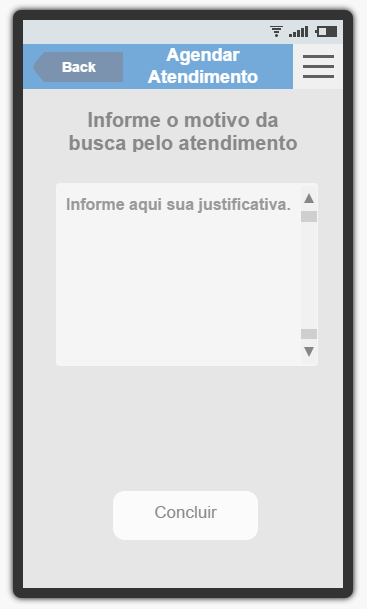 Back
Agendar
Atendimento
Informe o motivo da
busca pelo atendimento
Informe aqui sua justificativa.
Concluir